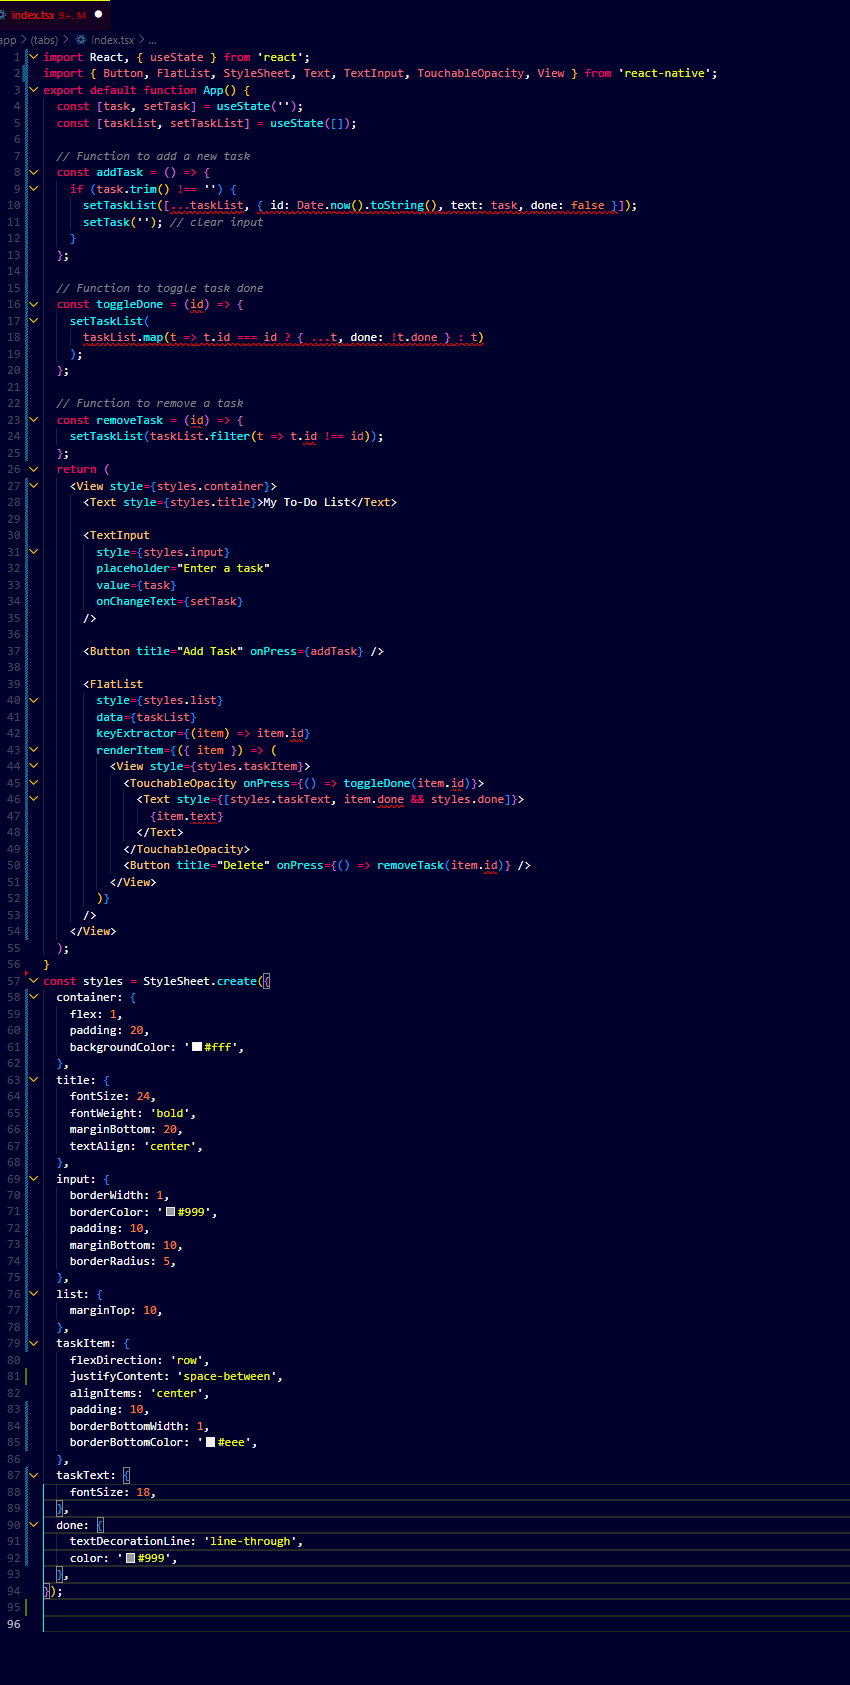 index.tsx 9+, M
app > (tabs) > index.tsx > ...
1 import React, { useState } from 'react';
2 import { Button, FlatList, StyleSheet, Text, TextInput, TouchableOpacity, View } from 'react-native';
3 export default function App() {
4 const [task, setTask] = useState('');
5 const [taskList, setTaskList] = useState([]);
6
7 // Function to add a new task
8 const addTask = () => {
9 if (task.trim() !== '') {
10 setTaskList([...taskList, { id: Date.now().toString(), text: task, done: false }]);
11 setTask(''); // clear input
12 }
13 };
14
15 // Function to toggle task done
16 const toggleDone = (id) => {
17 setTaskList(
18 taskList.map(t => t.id === id ? { ...t, done: !t.done } : t)
19 );
20 };
21
22 // Function to remove a task
23 const removeTask = (id) => {
24 setTaskList(taskList.filter(t => t.id !== id));
25 };
26 return (
27 <View style={styles.container}>
28 <Text style={styles.title}>My To-Do List</Text>
29
30 <TextInput
31 style={styles.input}
32 placeholder="Enter a task"
33 value={task}
34 onChangeText={setTask}
35 />
36
37 <Button title="Add Task" onPress={addTask} />
38
39 <FlatList
40 style={styles.list}
41 data={taskList}
42 keyExtractor={(item) => item.id}
43 renderItem={({ item }) => (
44 <View style={styles.taskItem}>
45 <TouchableOpacity onPress={() => toggleDone(item.id)}>
46 <Text style={[styles.taskText, item.done && styles.done]}>
47 {item.text}
48 </Text>
49 </TouchableOpacity>
50 <Button title="Delete" onPress={() => removeTask(item.id)} />
51 </View>
52 )}
53 />
54 </View>
55 );
56 }
57 const styles = StyleSheet.create({
58 container: {
59 flex: 1,
60 padding: 20,
61 backgroundColor: '#fff',
62 },
63 title: {
64 fontSize: 24,
65 fontWeight: 'bold',
66 marginBottom: 20,
67 textAlign: 'center',
68 },
69 input: {
70 borderWidth: 1,
71 borderColor: '#999',
72 padding: 10,
73 marginBottom: 10,
74 borderRadius: 5,
75 },
76 list: {
77 marginTop: 10,
78 },
79 taskItem: {
80 flexDirection: 'row',
81 justifyContent: 'space-between',
82 alignItems: 'center',
83 padding: 10,
84 borderBottomWidth: 1,
85 borderBottomColor: '#eee',
86 },
87 taskText: {
88 fontSize: 18,
89 },
90 done: {
91 textDecorationLine: 'line-through',
92 color: '#999',
93 },
94 });
95
96